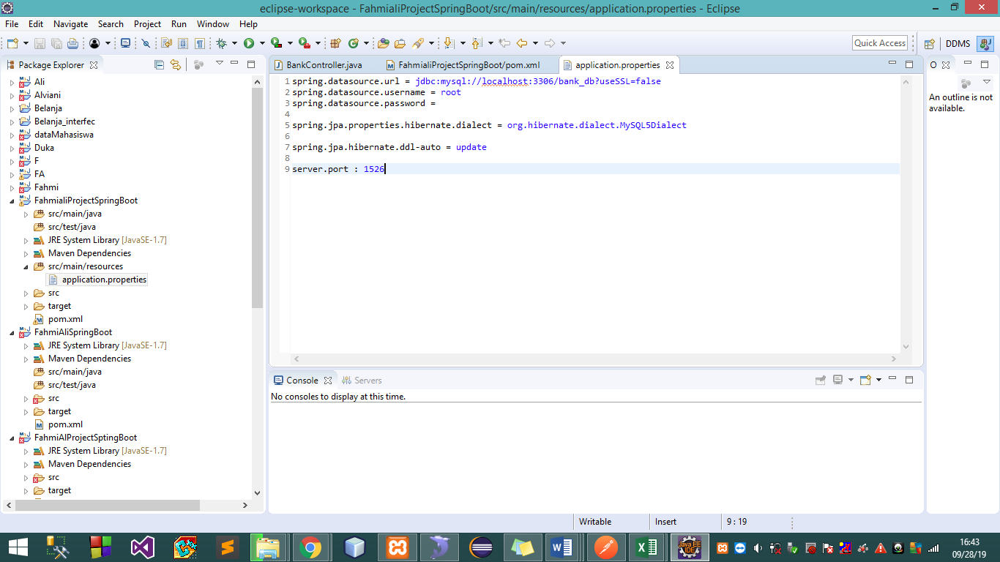 eclipse-workspace - FahmialiProjectSpringBoot/src/main/resources/application.properties - Eclipse
File Edit Navigate Search Project Run Window Help
Quick Access DDMS
Package Explorer
Ali
Alviani
Belanja
Belanja_interfec
dataMahasiswa
Duka
F
FA
Fahmi
FahmialiProjectSpringBoot
src/main/java
src/test/java
JRE System Library [JavaSE-1.7]
Maven Dependencies
src/main/resources
application.properties
src
target
pom.xml
FahmiAliSpringBoot
JRE System Library [JavaSE-1.7]
Maven Dependencies
src/main/java
src/test/java
src
target
pom.xml
FahmiAlProjectSptingBoot
JRE System Library [JavaSE-1.7]
Maven Dependencies
src
target
BankController.java FahmialiProjectSpringBoot/pom.xml application.properties
1 spring.datasource.url = jdbc:mysql://localhost:3306/bank_db?useSSL=false
2 spring.datasource.username = root
3 spring.datasource.password =
4
5 spring.jpa.properties.hibernate.dialect = org.hibernate.dialect.MySQL5Dialect
6
7 spring.jpa.hibernate.ddl-auto = update
8
9 server.port : 1526
O
An outline is not
available.
Console Servers
No consoles to display at this time.
Writable Insert 9 : 19
Java EE
IDE
16:43
09/28/19